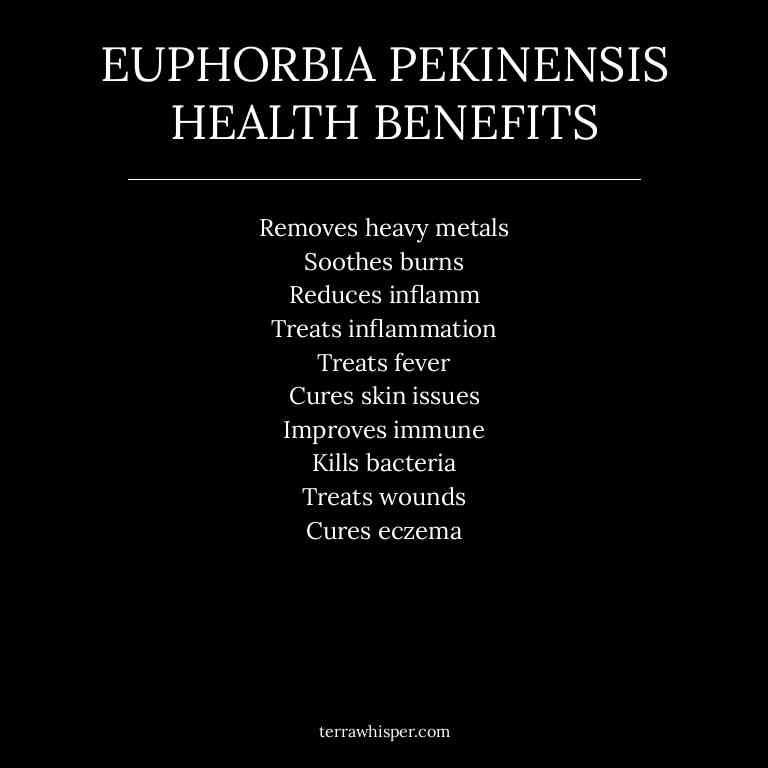 EUPHORBIA PEKINENSIS
HEALTH BENEFITS
Removes heavy metals
Soothes burns
Reduces inflamm
Treats inflammation
Treats fever
Cures skin issues
Improves immune
Kills bacteria
Treats wounds
Cures eczema
terrawhisper.com